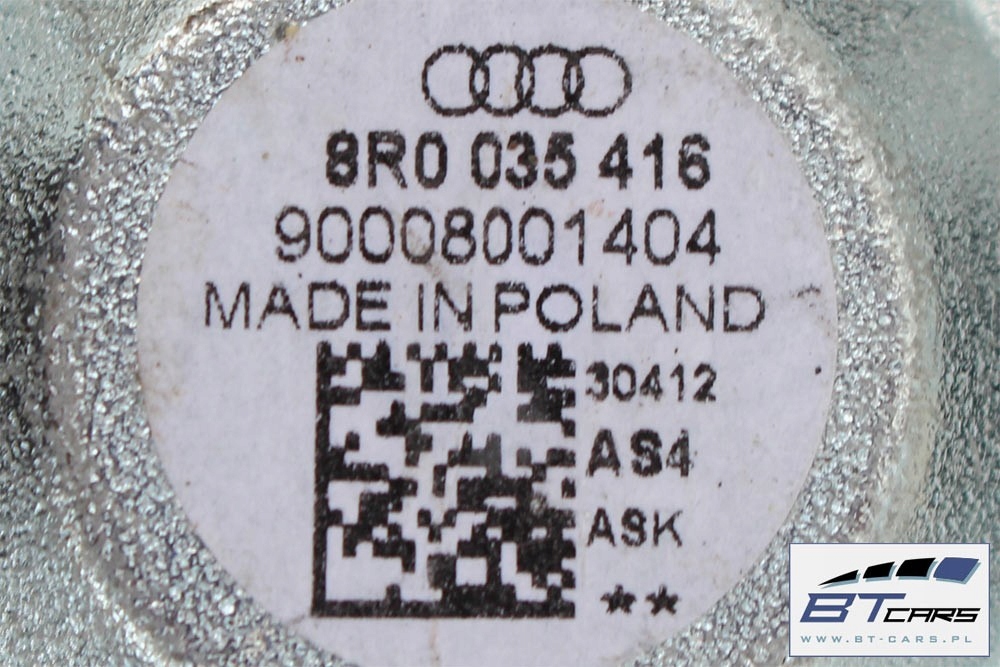 8R0 035 416
90008001404
MADE IN POLAND
30412
AS4
ASK
**
BT CARS
WWW.BT-CARS.PL